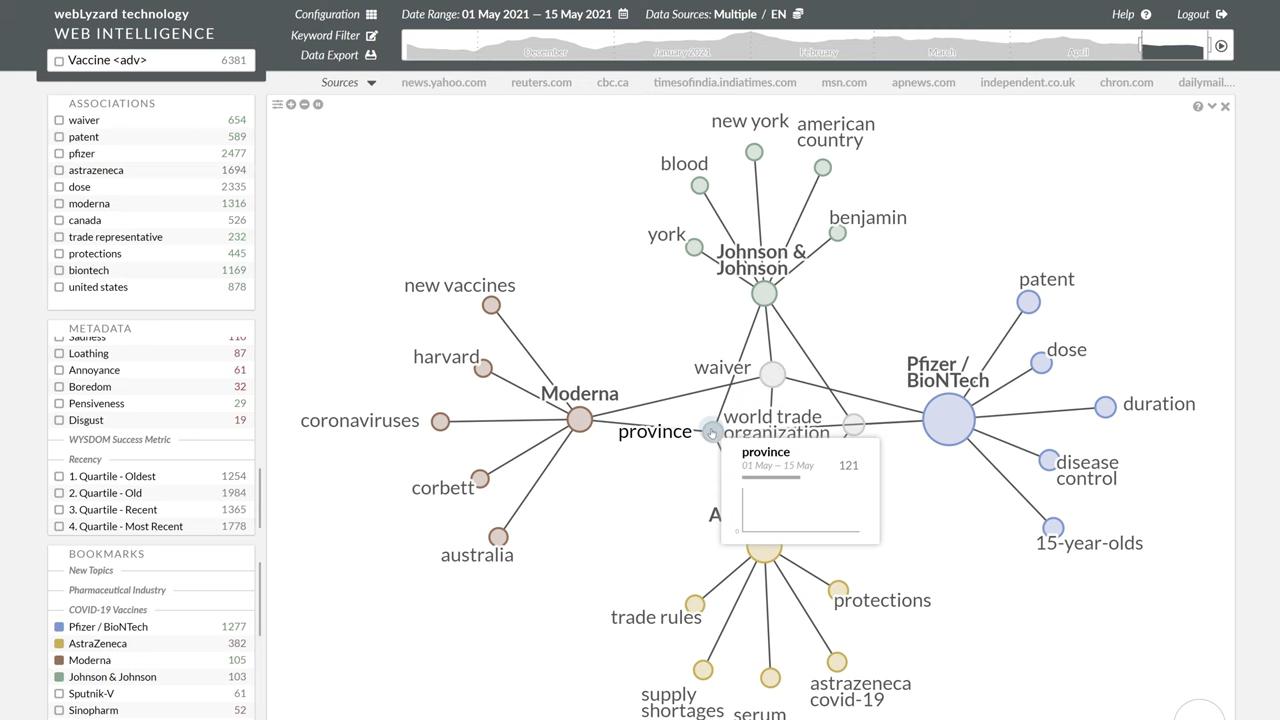 webLyzard technology
WEB INTELLIGENCE
Vaccine <adv> 6381
Configuration
Keyword Filter
Data Export
Date Range: 01 May 2021 — 15 May 2021
Data Sources: Multiple / EN
Help
Logout
December
January 2021
February
March
April
Sources
news.yahoo.com
reuters.com
cbc.ca
timesofindia.indiatimes.com
msn.com
apnews.com
independent.co.uk
chron.com
dailymail....
ASSOCIATIONS
waiver 654
patent 589
pfizer 2477
astrazeneca 1694
dose 2335
moderna 1316
canada 526
trade representative 232
protections 445
biontech 1169
united states 878
METADATA
Sadness 110
Loathing 87
Annoyance 61
Boredom 32
Pensiveness 29
Disgust 19
WYSDOM Success Metric
Recency
1. Quartile - Oldest 1254
2. Quartile - Old 1984
3. Quartile - Recent 1365
4. Quartile - Most Recent 1778
BOOKMARKS
New Topics
Pharmaceutical Industry
COVID-19 Vaccines
Pfizer / BioNTech 1277
AstraZeneca 382
Moderna 105
Johnson & Johnson 103
Sputnik-V 61
Sinopharm 52
new york
american
country
blood
benjamin
york
Johnson &
Johnson
new vaccines
harvard
coronaviruses
corbett
australia
Moderna
waiver
world trade
organization
province
Pfizer /
BioNTech
patent
dose
duration
disease
control
15-year-olds
province
01 May — 15 May 121
0
A
trade rules
protections
supply
shortages
serum
astrazeneca
covid-19